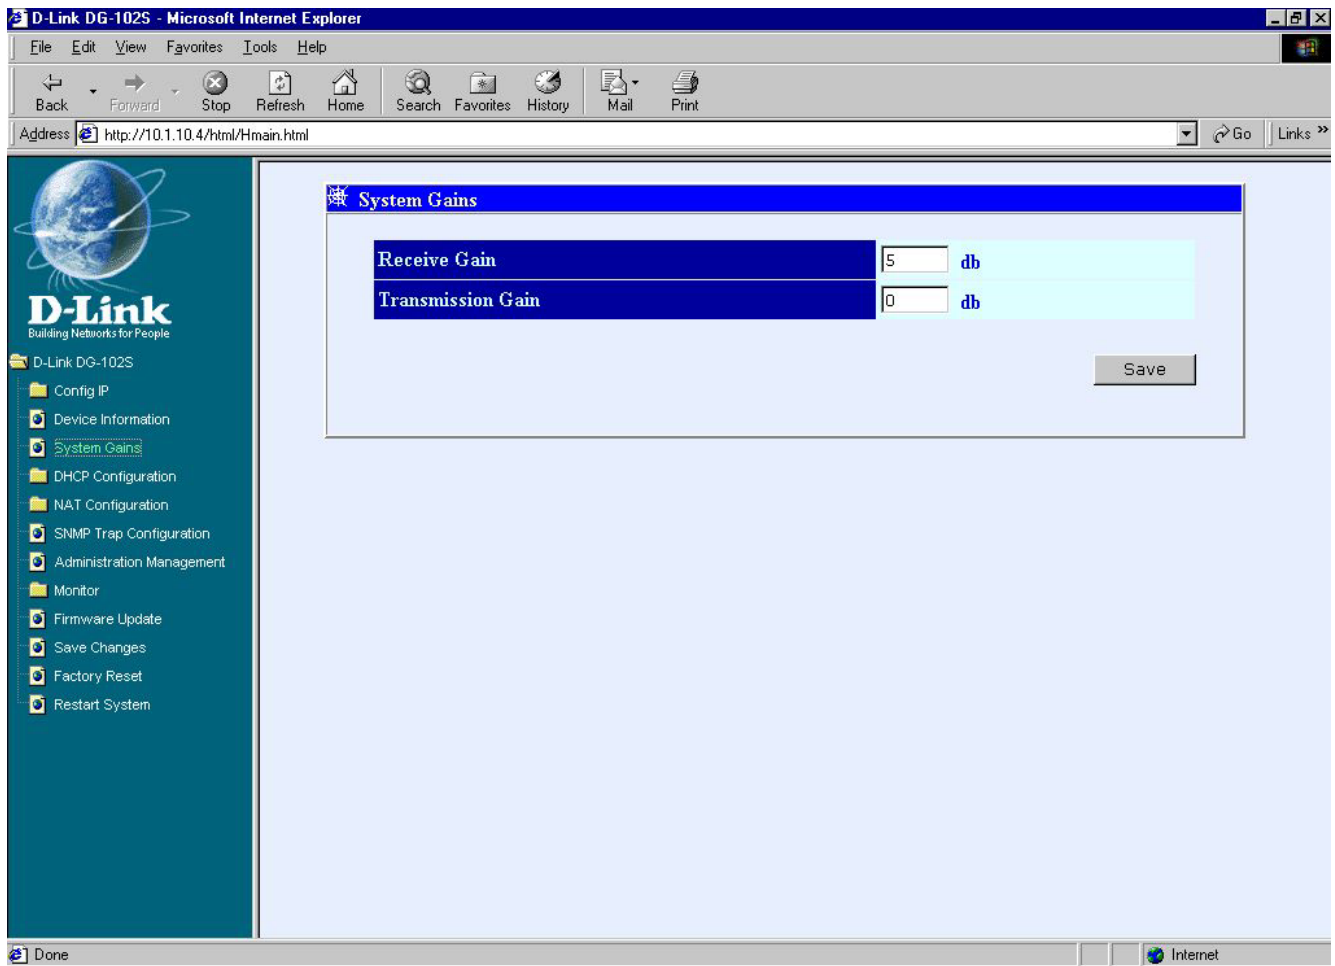 D-Link DG-102S - Microsoft Internet Explorer
File Edit View Favorites Tools Help
Back Forward Stop Refresh Home Search Favorites History Mail Print
Address http://10.1.10.4/html/Hmain.html Go Links »
System Gains
Receive Gain 5 db
Transmission Gain 0 db
Save
D-Link
Building Networks for People
D-Link DG-102S
Config IP
Device Information
System Gains
DHCP Configuration
NAT Configuration
SNMP Trap Configuration
Administration Management
Monitor
Firmware Update
Save Changes
Factory Reset
Restart System
Done Internet